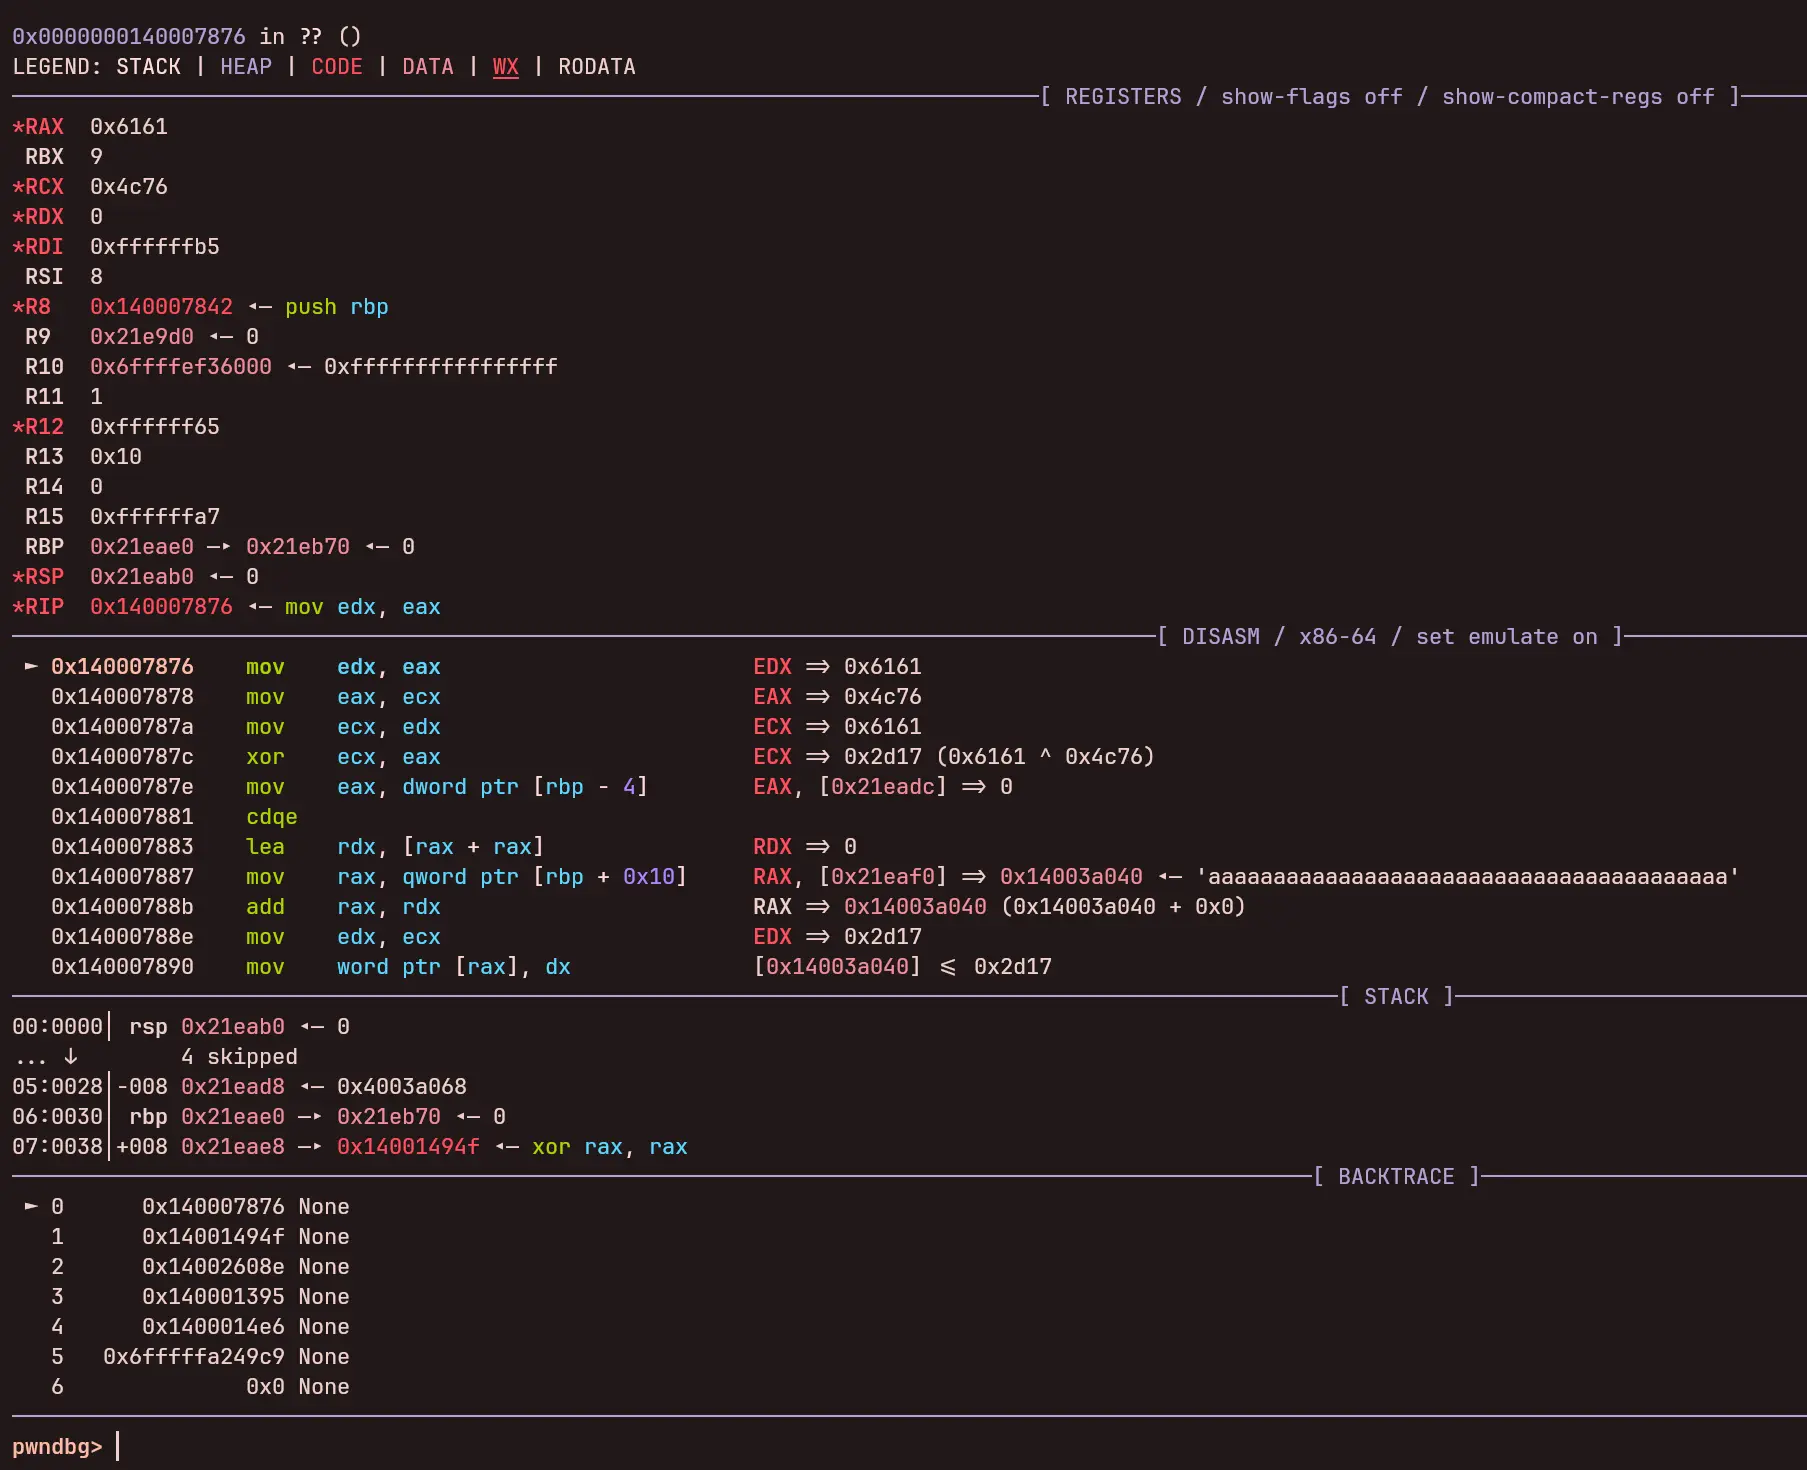 0x0000000140007876 in ?? ()
LEGEND: STACK | HEAP | CODE | DATA | WX | RODATA
[ REGISTERS / show-flags off / show-compact-regs off ]
*RAX  0x6161
 RBX  9
*RCX  0x4c76
*RDX  0
*RDI  0xffffffb5
 RSI  8
*R8   0x140007842 ◂— push rbp
 R9   0x21e9d0 ◂— 0
 R10  0x6ffffef36000 ◂— 0xffffffffffffffff
 R11  1
*R12  0xffffff65
 R13  0x10
 R14  0
 R15  0xffffffa7
 RBP  0x21eae0 —▸ 0x21eb70 ◂— 0
*RSP  0x21eab0 ◂— 0
*RIP  0x140007876 ◂— mov edx, eax
[ DISASM / x86-64 / set emulate on ]
 ► 0x140007876    mov    edx, eax                        EDX => 0x6161
   0x140007878    mov    eax, ecx                        EAX => 0x4c76
   0x14000787a    mov    ecx, edx                        ECX => 0x6161
   0x14000787c    xor    ecx, eax                        ECX => 0x2d17 (0x6161 ^ 0x4c76)
   0x14000787e    mov    eax, dword ptr [rbp - 4]        EAX, [0x21eadc] => 0
   0x140007881    cdqe
   0x140007883    lea    rdx, [rax + rax]                RDX => 0
   0x140007887    mov    rax, qword ptr [rbp + 0x10]     RAX, [0x21eaf0] => 0x14003a040 ◂— 'aaaaaaaaaaaaaaaaaaaaaaaaaaaaaaaaaaaaaaaa'
   0x14000788b    add    rax, rdx                        RAX => 0x14003a040 (0x14003a040 + 0x0)
   0x14000788e    mov    edx, ecx                        EDX => 0x2d17
   0x140007890    mov    word ptr [rax], dx              [0x14003a040] <= 0x2d17
[ STACK ]
00:0000│ rsp 0x21eab0 ◂— 0
... ↓        4 skipped
05:0028│-008 0x21ead8 ◂— 0x4003a068
06:0030│ rbp 0x21eae0 —▸ 0x21eb70 ◂— 0
07:0038│+008 0x21eae8 —▸ 0x14001494f ◂— xor rax, rax
[ BACKTRACE ]
 ► 0      0x140007876 None
   1      0x14001494f None
   2      0x14002608e None
   3      0x140001395 None
   4      0x1400014e6 None
   5   0x6fffffa249c9 None
   6              0x0 None
pwndbg>